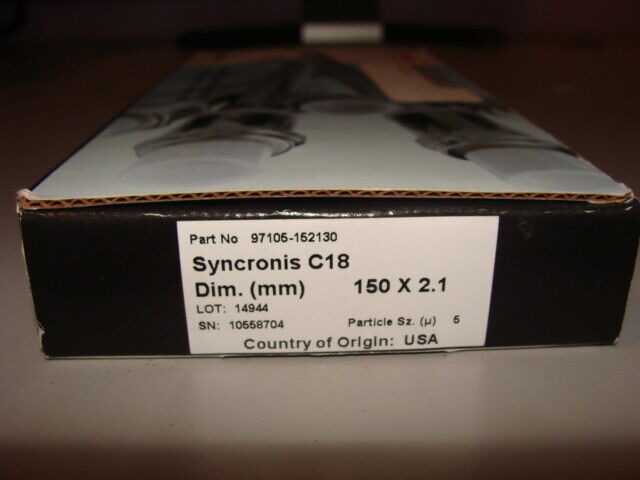 Part No 97105-152130
Syncronis C18
Dim. (mm) 150 X 2.1
LOT: 14944
SN: 10558704 Particle Sz. (µ) 5
Country of Origin: USA